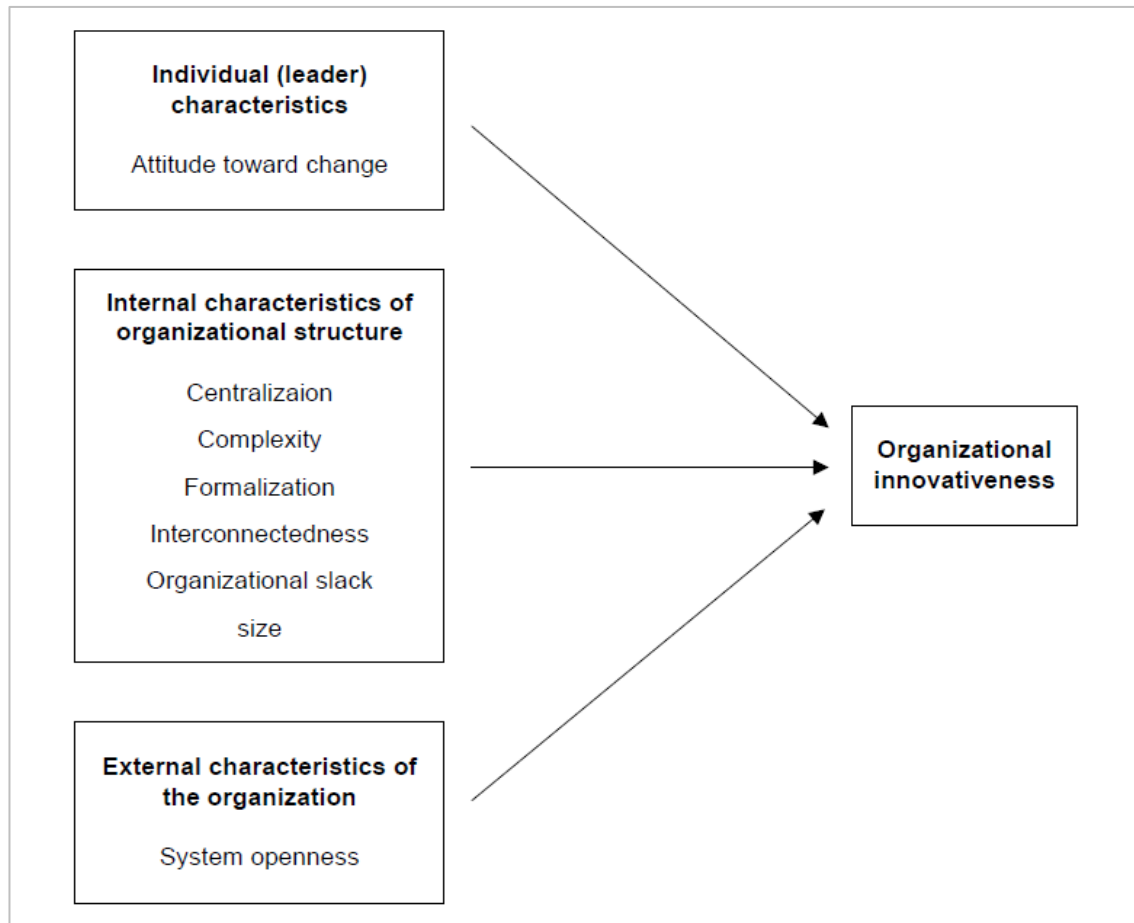 Individual (leader)
characteristics
Attitude toward change
Internal characteristics of
organizational structure
Centralizaion
Complexity
Formalization
Interconnectedness
Organizational slack
size
External characteristics of
the organization
System openness
Organizational
innovativeness